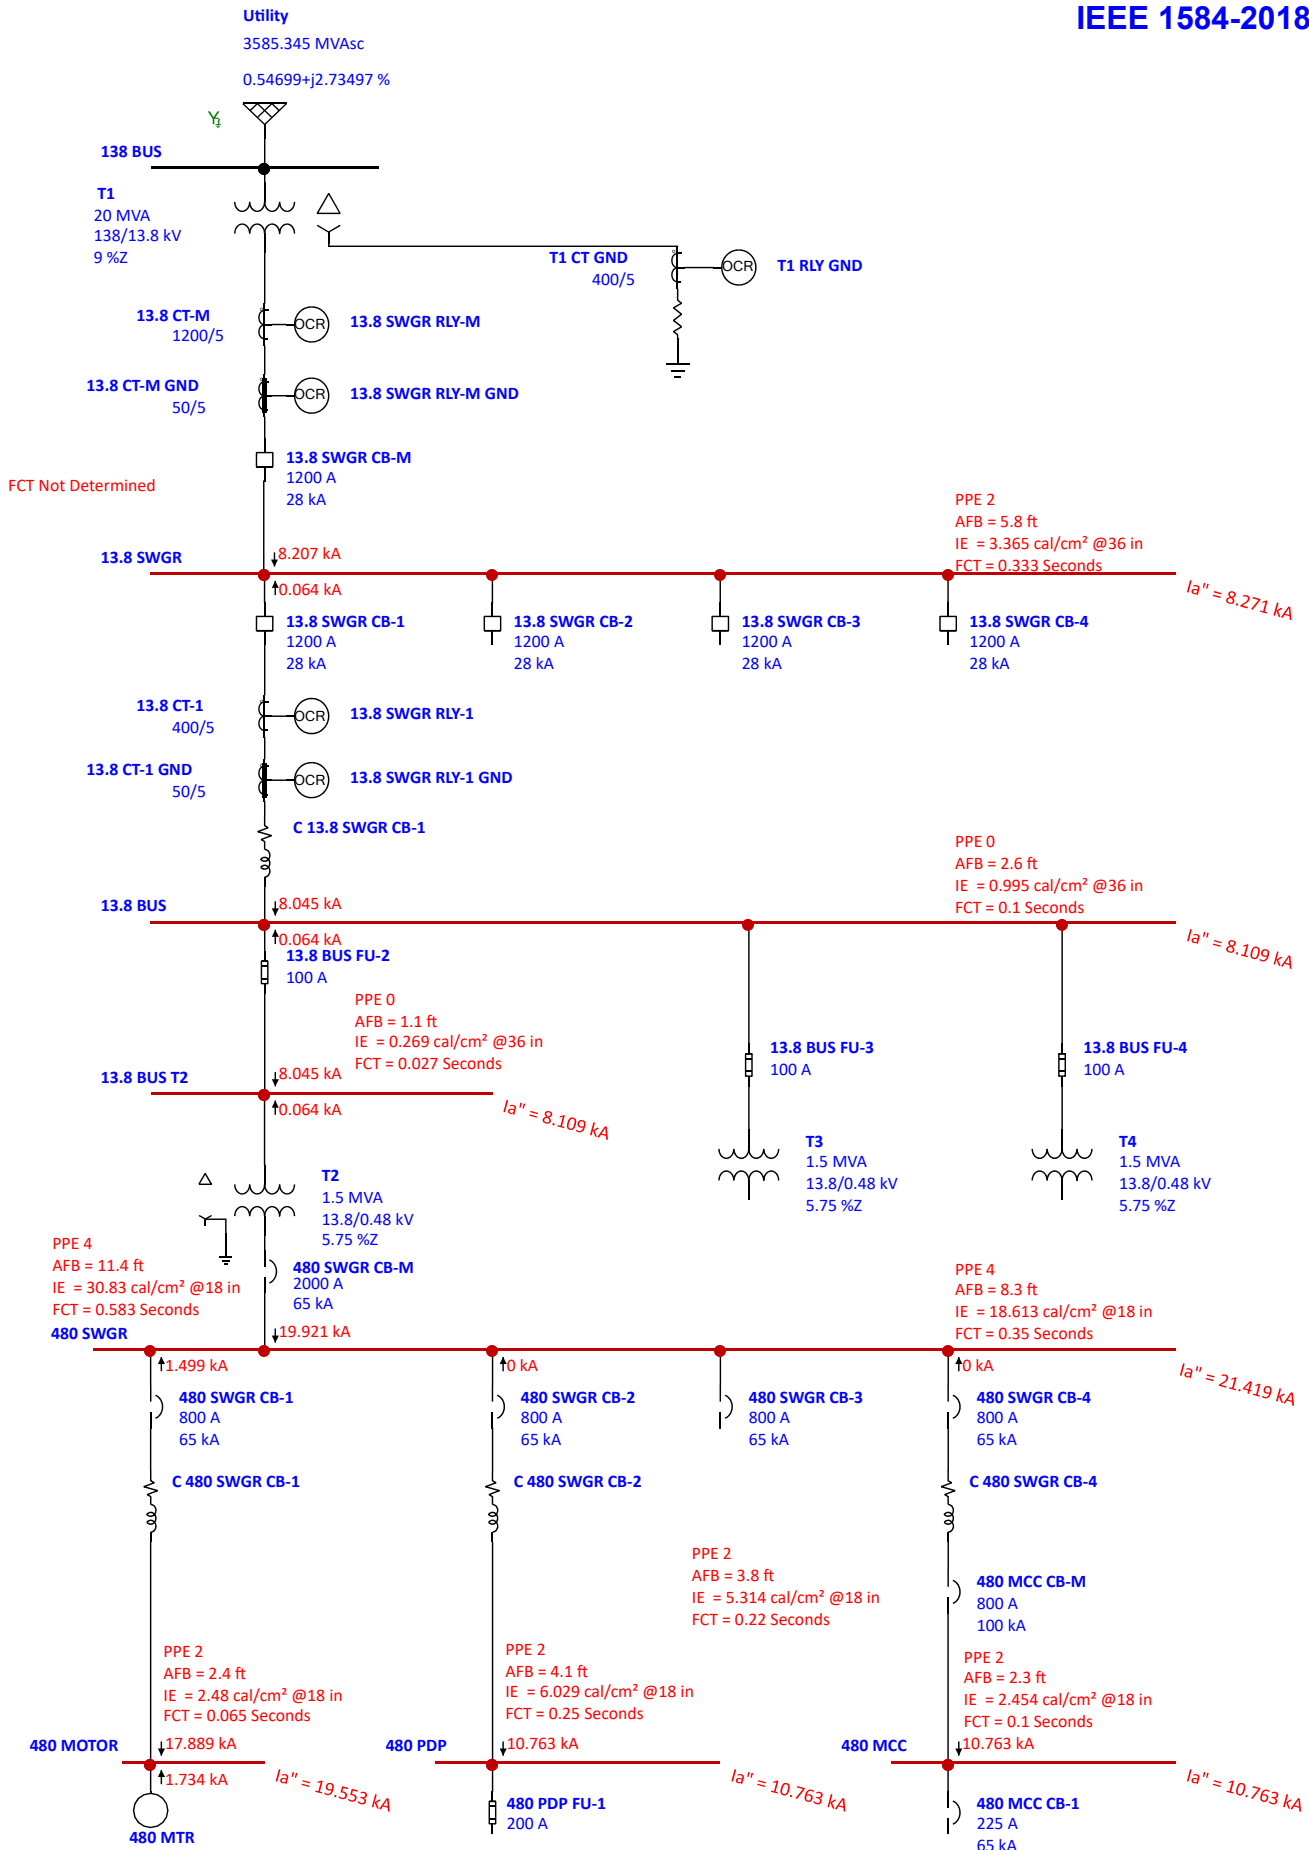 IEEE 1584-2018
Utility
3585.345 MVAsc
0.54699+j2.73497 %
138 BUS
T1
20 MVA
138/13.8 kV
9 %Z
T1 CT GND
400/5
OCR
T1 RLY GND
13.8 CT-M
1200/5
OCR
13.8 SWGR RLY-M
13.8 CT-M GND
50/5
OCR
13.8 SWGR RLY-M GND
13.8 SWGR CB-M
1200 A
28 kA
FCT Not Determined
PPE 2
AFB = 5.8 ft
IE = 3.365 cal/cm² @36 in
FCT = 0.333 Seconds
13.8 SWGR
8.207 kA
0.064 kA
Ia" = 8.271 kA
13.8 SWGR CB-1
1200 A
28 kA
13.8 SWGR CB-2
1200 A
28 kA
13.8 SWGR CB-3
1200 A
28 kA
13.8 SWGR CB-4
1200 A
28 kA
13.8 CT-1
400/5
OCR
13.8 SWGR RLY-1
13.8 CT-1 GND
50/5
OCR
13.8 SWGR RLY-1 GND
C 13.8 SWGR CB-1
PPE 0
AFB = 2.6 ft
IE = 0.995 cal/cm² @36 in
FCT = 0.1 Seconds
13.8 BUS
8.045 kA
0.064 kA
Ia" = 8.109 kA
13.8 BUS FU-2
100 A
PPE 0
AFB = 1.1 ft
IE = 0.269 cal/cm² @36 in
FCT = 0.027 Seconds
13.8 BUS FU-3
100 A
13.8 BUS FU-4
100 A
13.8 BUS T2
8.045 kA
0.064 kA
Ia" = 8.109 kA
T2
1.5 MVA
13.8/0.48 kV
5.75 %Z
T3
1.5 MVA
13.8/0.48 kV
5.75 %Z
T4
1.5 MVA
13.8/0.48 kV
5.75 %Z
PPE 4
AFB = 11.4 ft
IE = 30.83 cal/cm² @18 in
FCT = 0.583 Seconds
480 SWGR CB-M
2000 A
65 kA
PPE 4
AFB = 8.3 ft
IE = 18.613 cal/cm² @18 in
FCT = 0.35 Seconds
480 SWGR
19.921 kA
1.499 kA
0 kA
0 kA
Ia" = 21.419 kA
480 SWGR CB-1
800 A
65 kA
480 SWGR CB-2
800 A
65 kA
480 SWGR CB-3
800 A
65 kA
480 SWGR CB-4
800 A
65 kA
C 480 SWGR CB-1
C 480 SWGR CB-2
C 480 SWGR CB-4
PPE 2
AFB = 3.8 ft
IE = 5.314 cal/cm² @18 in
FCT = 0.22 Seconds
480 MCC CB-M
800 A
100 kA
PPE 2
AFB = 2.4 ft
IE = 2.48 cal/cm² @18 in
FCT = 0.065 Seconds
PPE 2
AFB = 4.1 ft
IE = 6.029 cal/cm² @18 in
FCT = 0.25 Seconds
PPE 2
AFB = 2.3 ft
IE = 2.454 cal/cm² @18 in
FCT = 0.1 Seconds
480 MOTOR
17.889 kA
1.734 kA
Ia" = 19.553 kA
480 PDP
10.763 kA
Ia" = 10.763 kA
480 MCC
10.763 kA
Ia" = 10.763 kA
480 MTR
480 PDP FU-1
200 A
480 MCC CB-1
225 A
65 kA